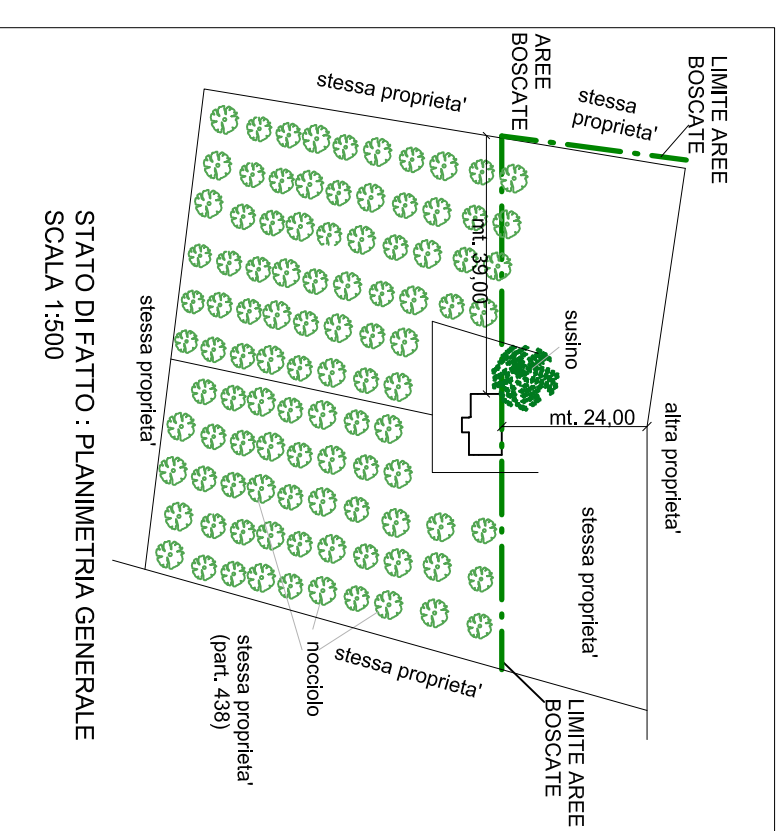 LIMITE AREE
BOSCATE
AREE
BOSCATE
stessa
proprieta'
stessa proprieta'
mt. 39,00
susino
mt. 24,00
altra proprieta'
stessa proprieta'
stessa proprieta'
LIMITE AREE
BOSCATE
stessa proprieta'
nocciolo
stessa proprieta'
(part. 438)
STATO DI FATTO : PLANIMETRIA GENERALE
SCALA 1:500